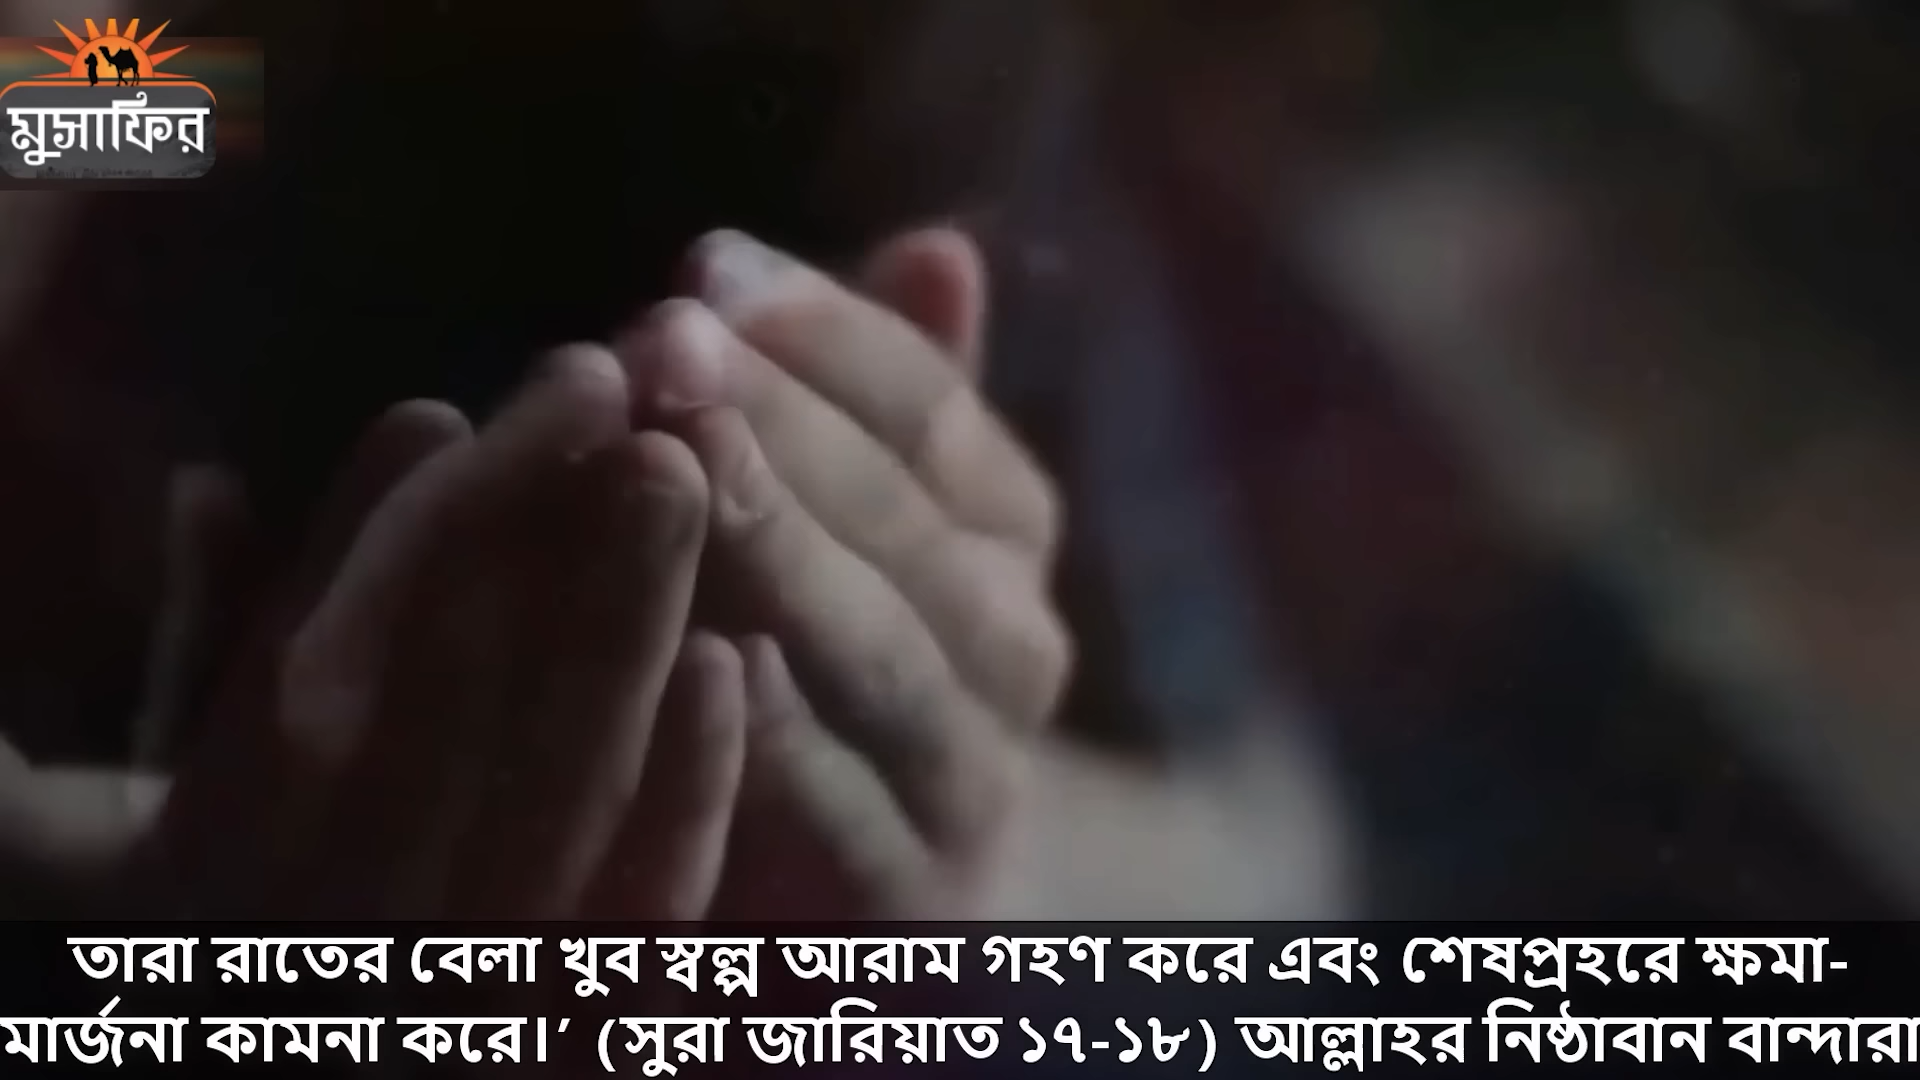 মুসাফির
তারা রাতের বেলা খুব স্বল্প আরাম গহণ করে এবং শেষপ্রহরে ক্ষমা-
মার্জনা কামনা করে।’ (সুরা জারিয়াত ১৭-১৮) আল্লাহর নিষ্ঠাবান বান্দারা